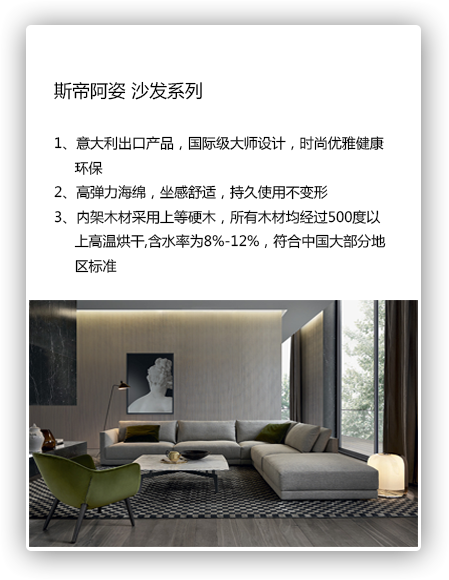 斯帝阿姿 沙发系列
1、意大利出口产品，国际级大师设计，时尚优雅健康
环保
2、高弹力海绵，坐感舒适，持久使用不变形
3、内架木材采用上等硬木，所有木材均经过500度以
上高温烘干,含水率为8%-12%，符合中国大部分地
区标准